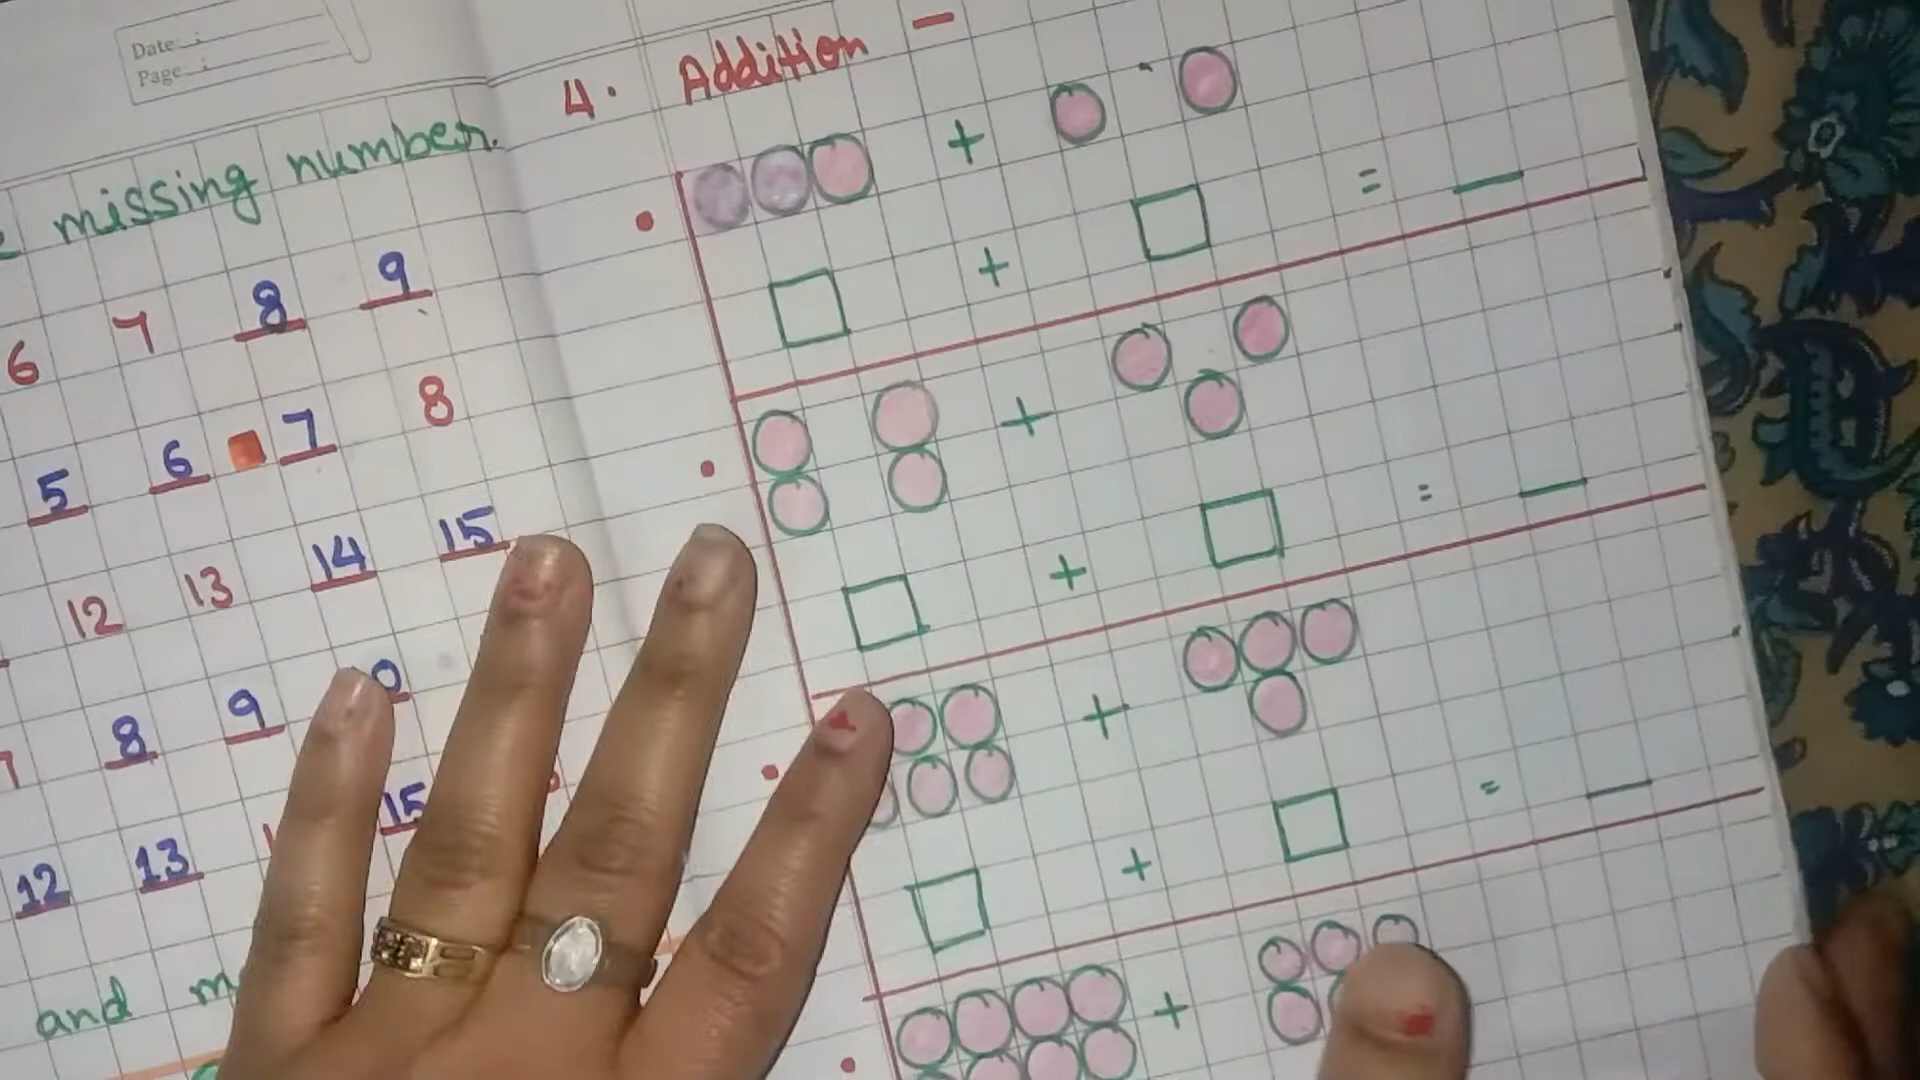 Date :
Page :
missing number.
6 7 8 9
5 6 7 8
12 13 14 15
8 9
15
12 13
and
4. Addition -
+
+ =
+
+ =
+
+ =
+